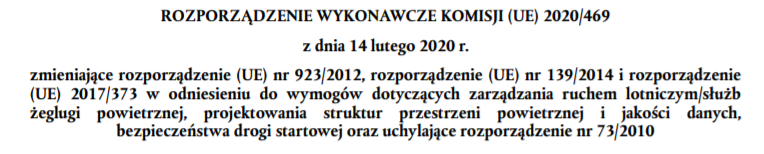 ROZPORZĄDZENIE WYKONAWCZE KOMISJI (UE) 2020/469
z dnia 14 lutego 2020 r.
zmieniające rozporządzenie (UE) nr 923/2012, rozporządzenie (UE) nr 139/2014 i rozporządzenie
(UE) 2017/373 w odniesieniu do wymogów dotyczących zarządzania ruchem lotniczym/służb
żeglugi powietrznej, projektowania struktur przestrzeni powietrznej i jakości danych,
bezpieczeństwa drogi startowej oraz uchylające rozporządzenie nr 73/2010